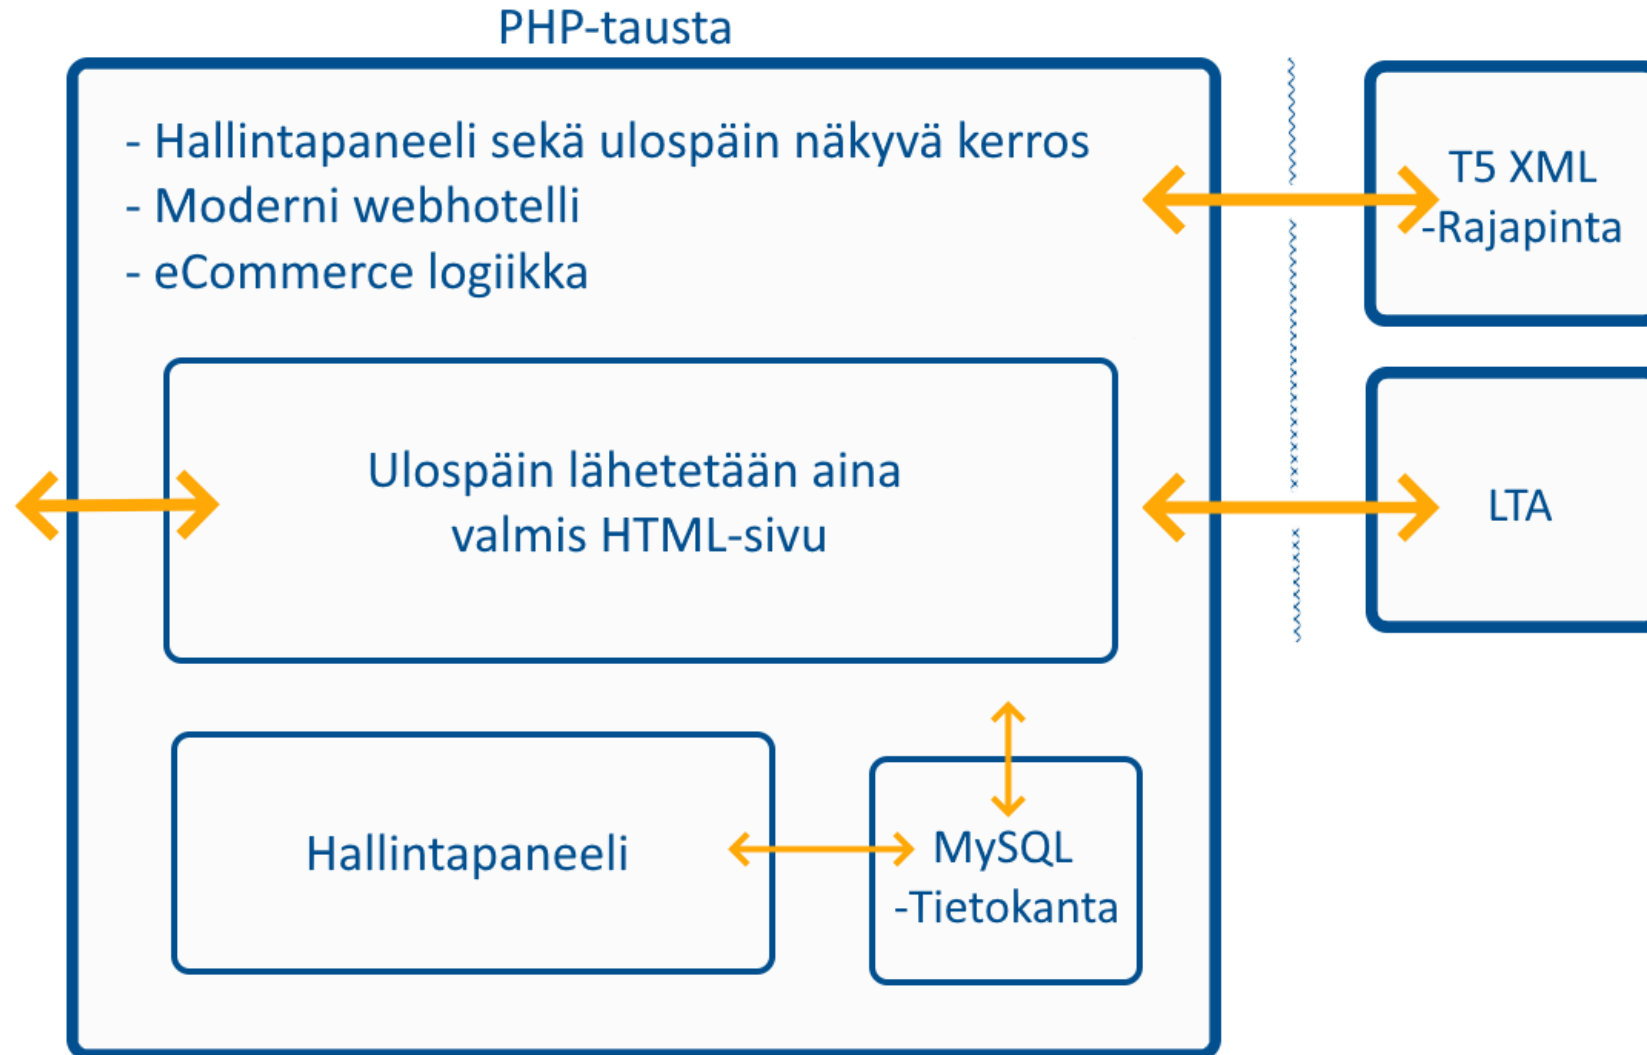 PHP-tausta
- Hallintapaneeli sekä ulospäin näkyvä kerros
- Moderni webhotelli
- eCommerce logiikka
T5 XML
-Rajapinta
Ulospäin lähetetään aina
valmis HTML-sivu
LTA
Hallintapaneeli
MySQL
-Tietokanta